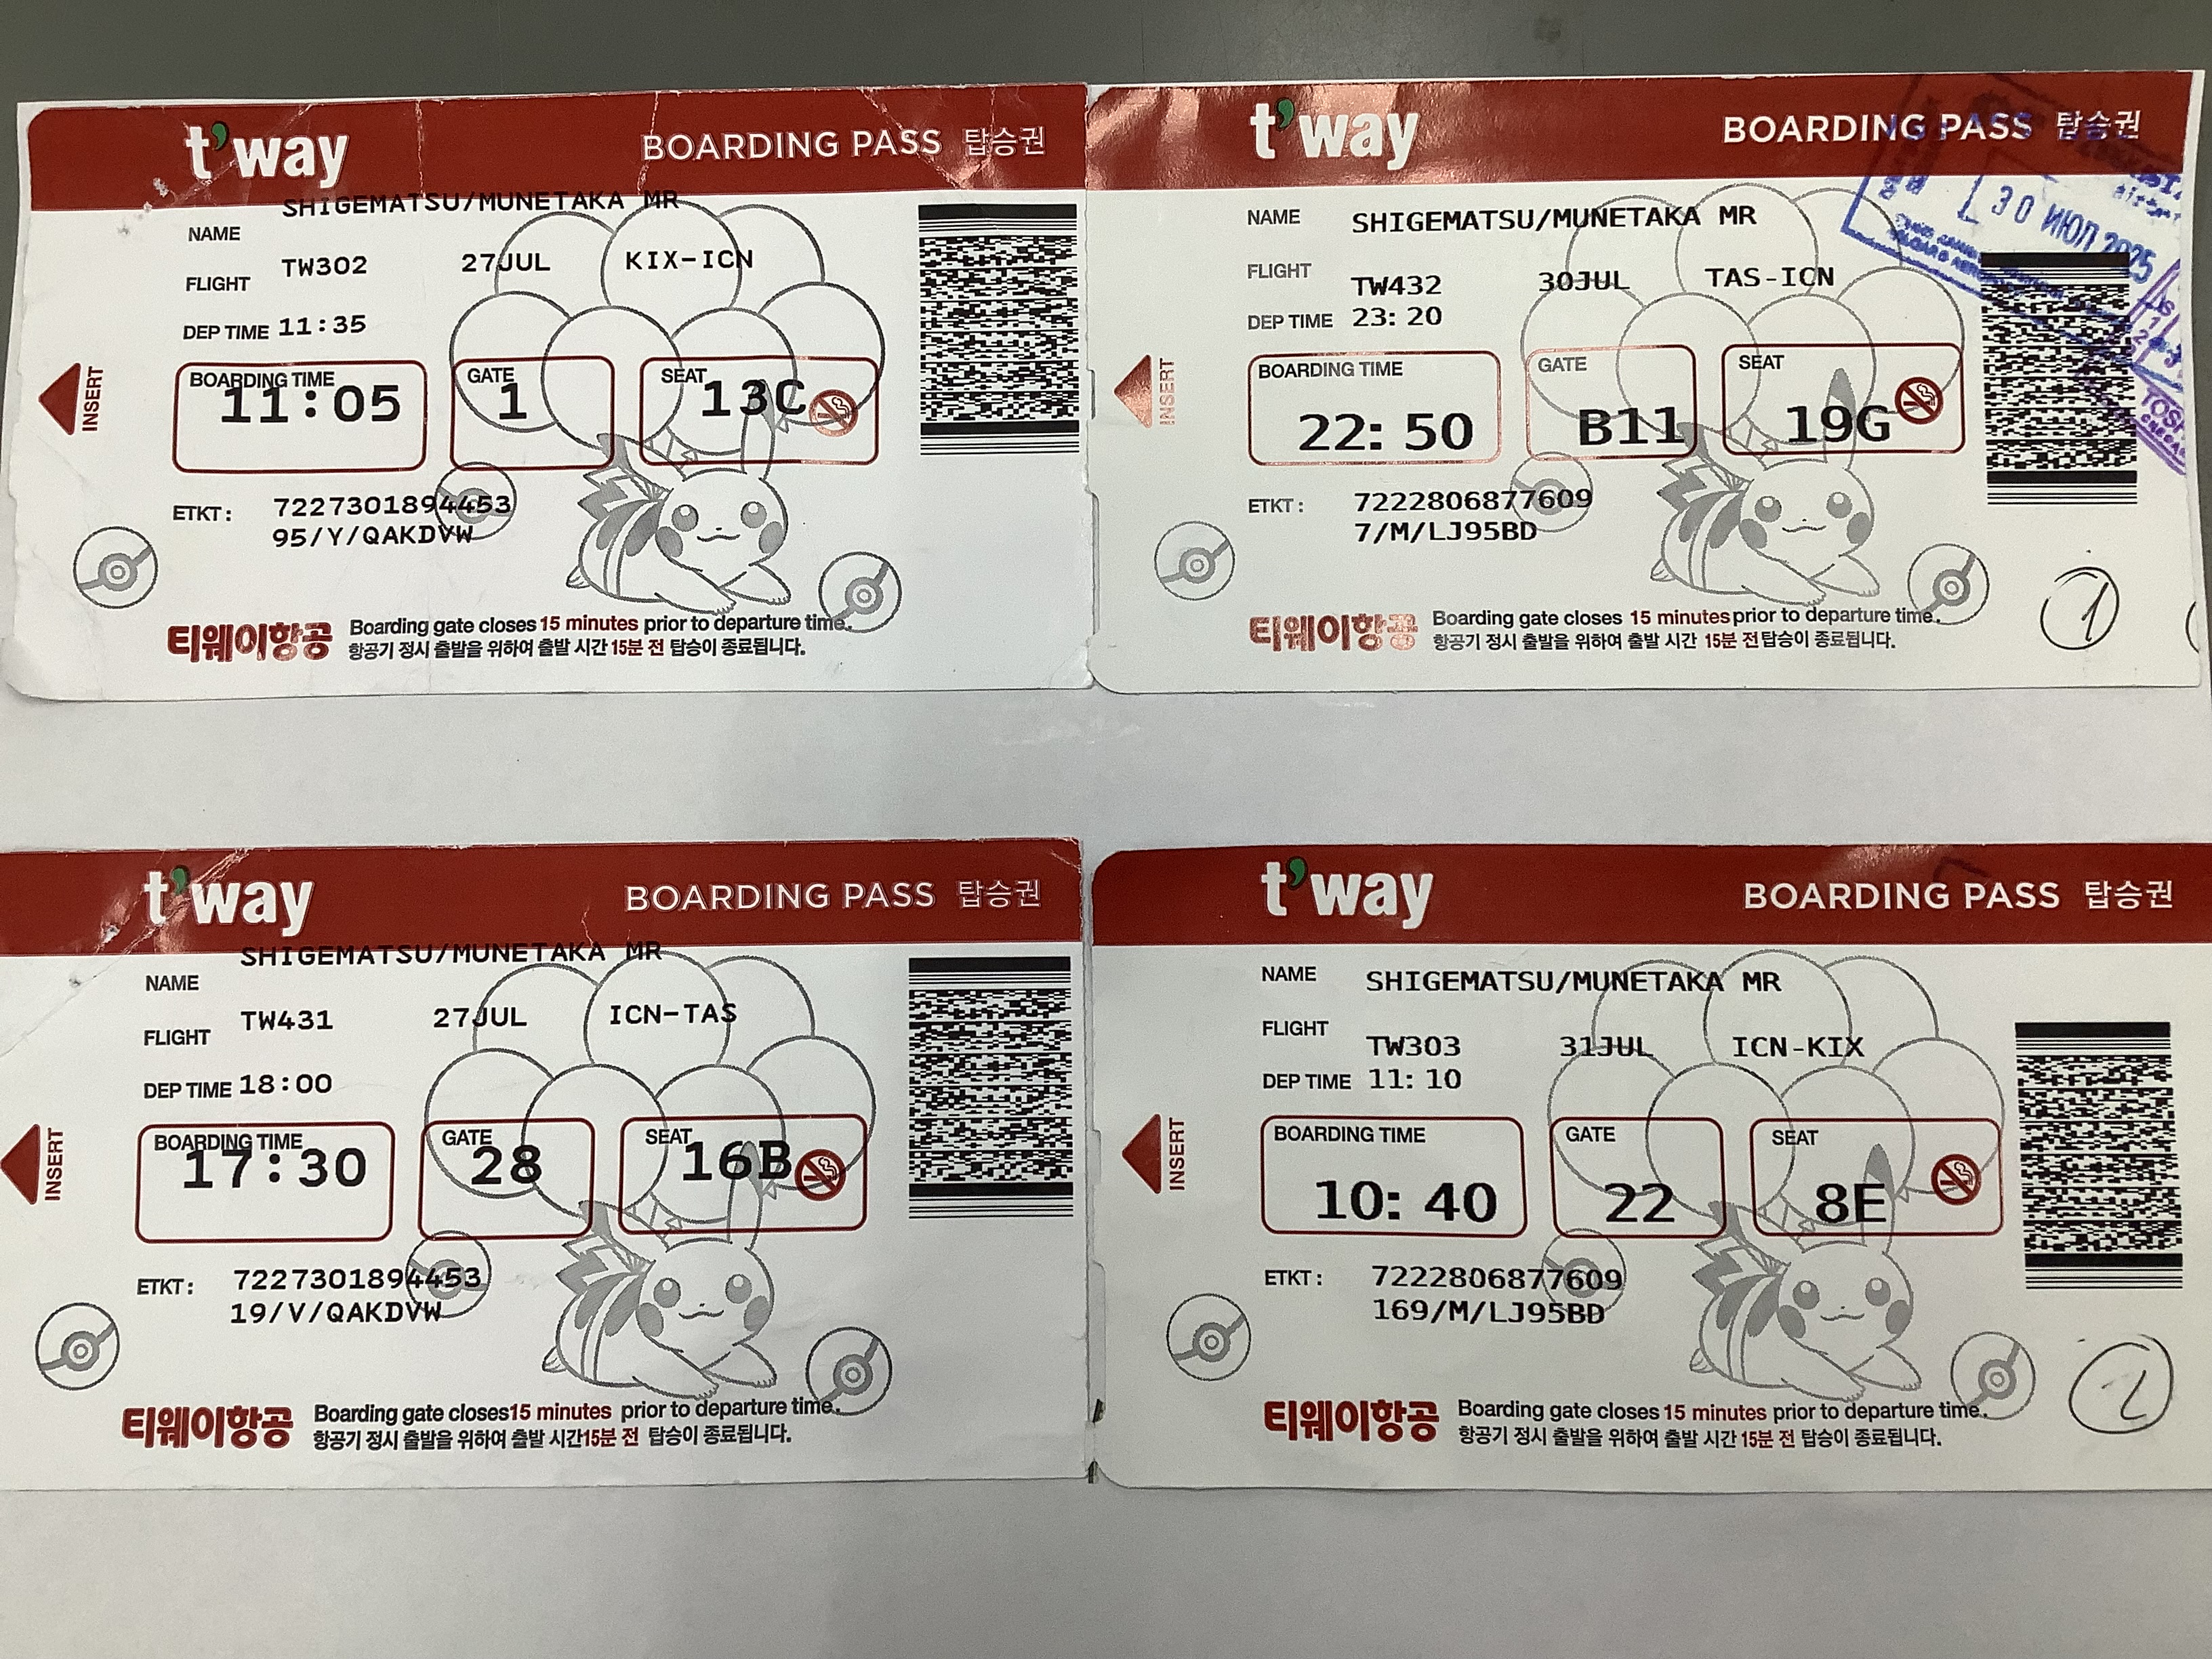 t'way BOARDING PASS 탑승권
SHIGEMATSU/MUNETAKA MR
NAME
FLIGHT TW302 27JUL KIX-ICN
DEP TIME 11:35
INSERT
BOARDING TIME GATE SEAT
11:05 1 13C
ETKT: 7227301894453
95/Y/QAKDVW
티웨이항공 Boarding gate closes 15 minutes prior to departure time.
항공기 정시 출발을 위하여 출발 시간 15분 전 탑승이 종료됩니다.
t'way BOARDING PASS 탑승권
NAME SHIGEMATSU/MUNETAKA MR
FLIGHT TW432 30JUL TAS-ICN
DEP TIME 23:20
INSERT
BOARDING TIME GATE SEAT
22:50 B11 19G
ETKT: 7222806877609
7/M/LJ95BD
티웨이항공 Boarding gate closes 15 minutes prior to departure time.
항공기 정시 출발을 위하여 출발 시간 15분 전 탑승이 종료됩니다.
30 ИЮЛ 2025
1
t'way BOARDING PASS 탑승권
SHIGEMATSU/MUNETAKA MR
NAME
FLIGHT TW431 27JUL ICN-TAS
DEP TIME 18:00
INSERT
BOARDING TIME GATE SEAT
17:30 28 16B
ETKT: 7227301894453
19/V/QAKDVW
티웨이항공 Boarding gate closes 15 minutes prior to departure time.
항공기 정시 출발을 위하여 출발 시간 15분 전 탑승이 종료됩니다.
t'way BOARDING PASS 탑승권
NAME SHIGEMATSU/MUNETAKA MR
FLIGHT TW303 31JUL ICN-KIX
DEP TIME 11:10
INSERT
BOARDING TIME GATE SEAT
10:40 22 8E
ETKT: 7222806877609
169/M/LJ95BD
티웨이항공 Boarding gate closes 15 minutes prior to departure time.
항공기 정시 출발을 위하여 출발 시간 15분 전 탑승이 종료됩니다.
2